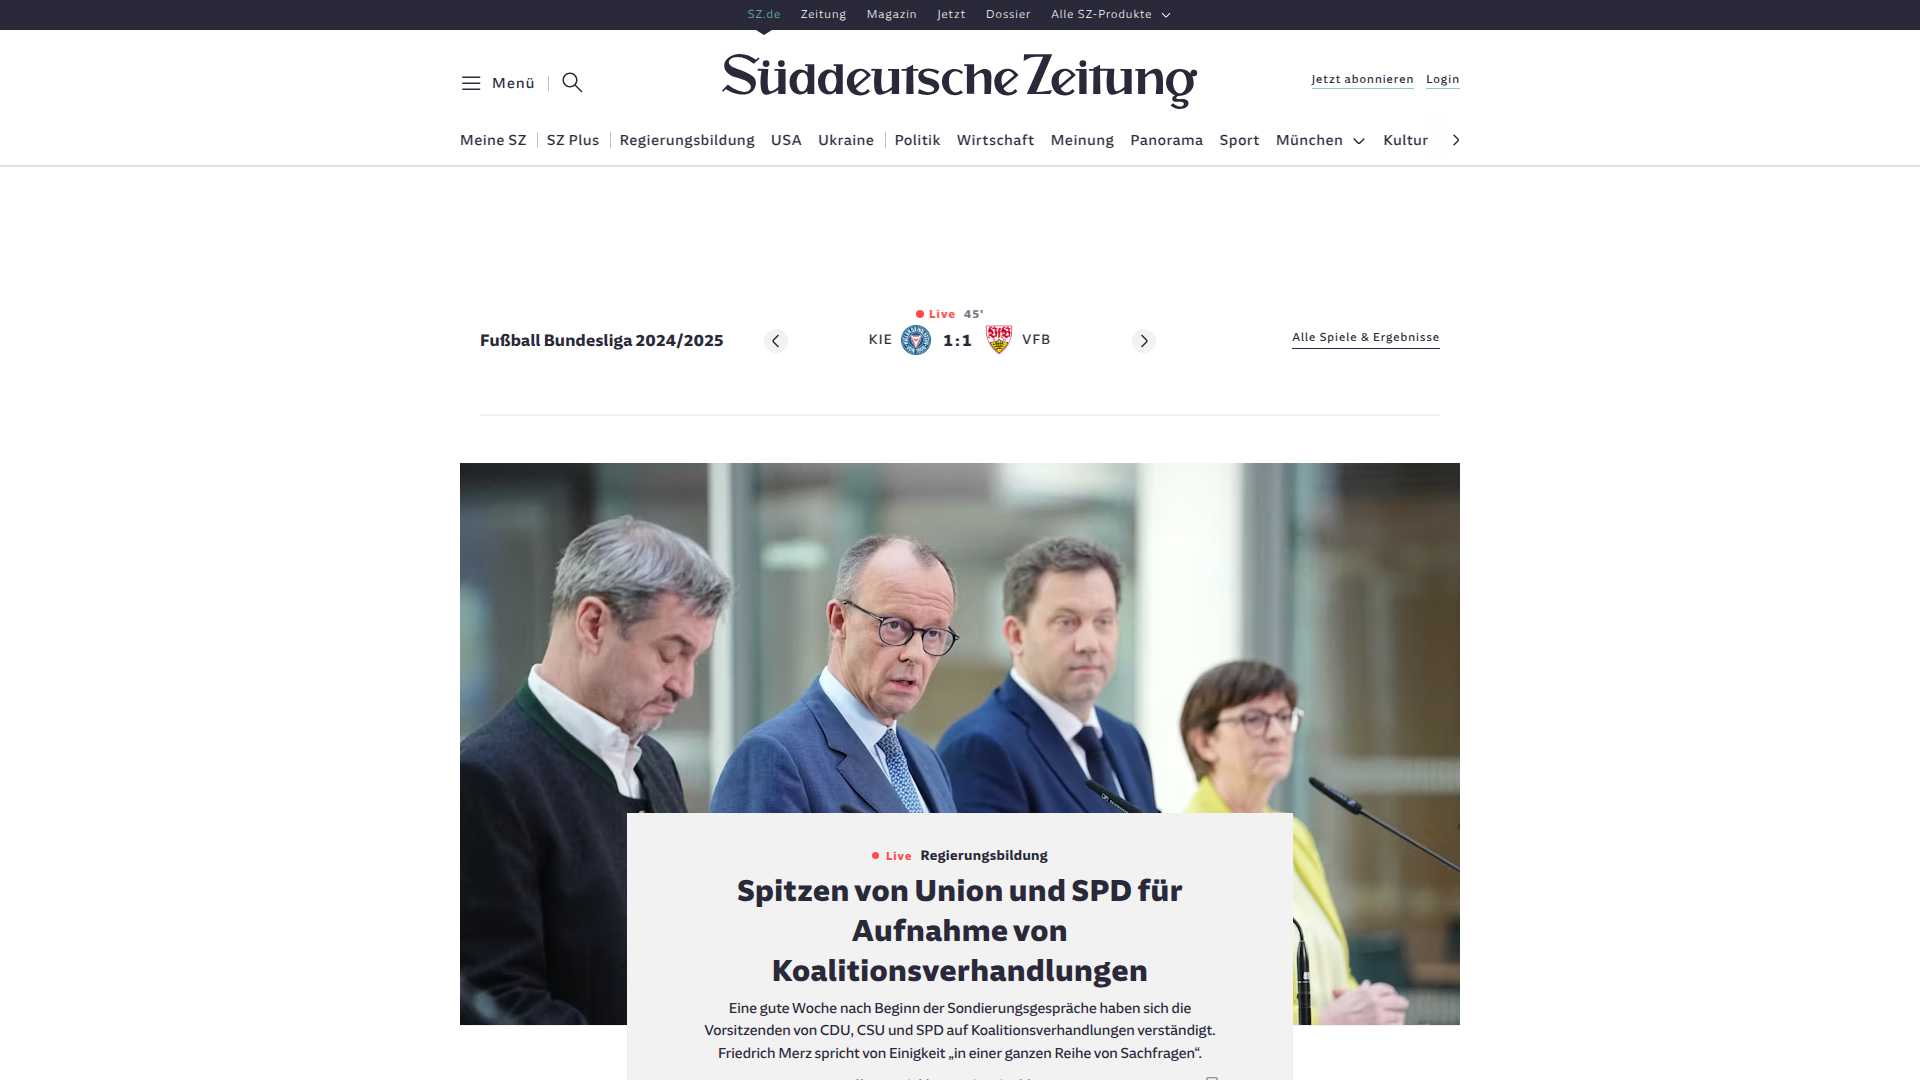 SZ.de Zeitung Magazin Jetzt Dossier Alle SZ-Produkte
Menü
Süddeutsche Zeitung
Jetzt abonnieren Login
Meine SZ SZ Plus Regierungsbildung USA Ukraine Politik Wirtschaft Meinung Panorama Sport München Kultur
Live 45'
Fußball Bundesliga 2024/2025
KIE 1:1 VfB VFB
Alle Spiele & Ergebnisse
Live Regierungsbildung
Spitzen von Union und SPD für
Aufnahme von
Koalitionsverhandlungen
Eine gute Woche nach Beginn der Sondierungsgespräche haben sich die
Vorsitzenden von CDU, CSU und SPD auf Koalitionsverhandlungen verständigt.
Friedrich Merz spricht von Einigkeit „in einer ganzen Reihe von Sachfragen“.